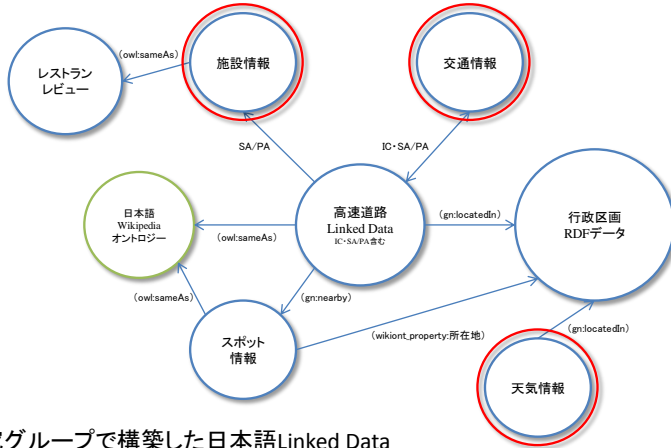 (owl:sameAs)
レストラン
レビュー
施設情報
交通情報
SA/PA
IC・SA/PA
日本語
Wikipedia
オントロジー
(owl:sameAs)
高速道路
Linked Data
IC・SA/PA含む
(gn:locatedIn)
行政区画
RDFデータ
(owl:sameAs)
(gn:nearby)
スポット
情報
(wikiont_property:所在地)
(gn:locatedIn)
天気情報
グループで構築した日本語Linked Data